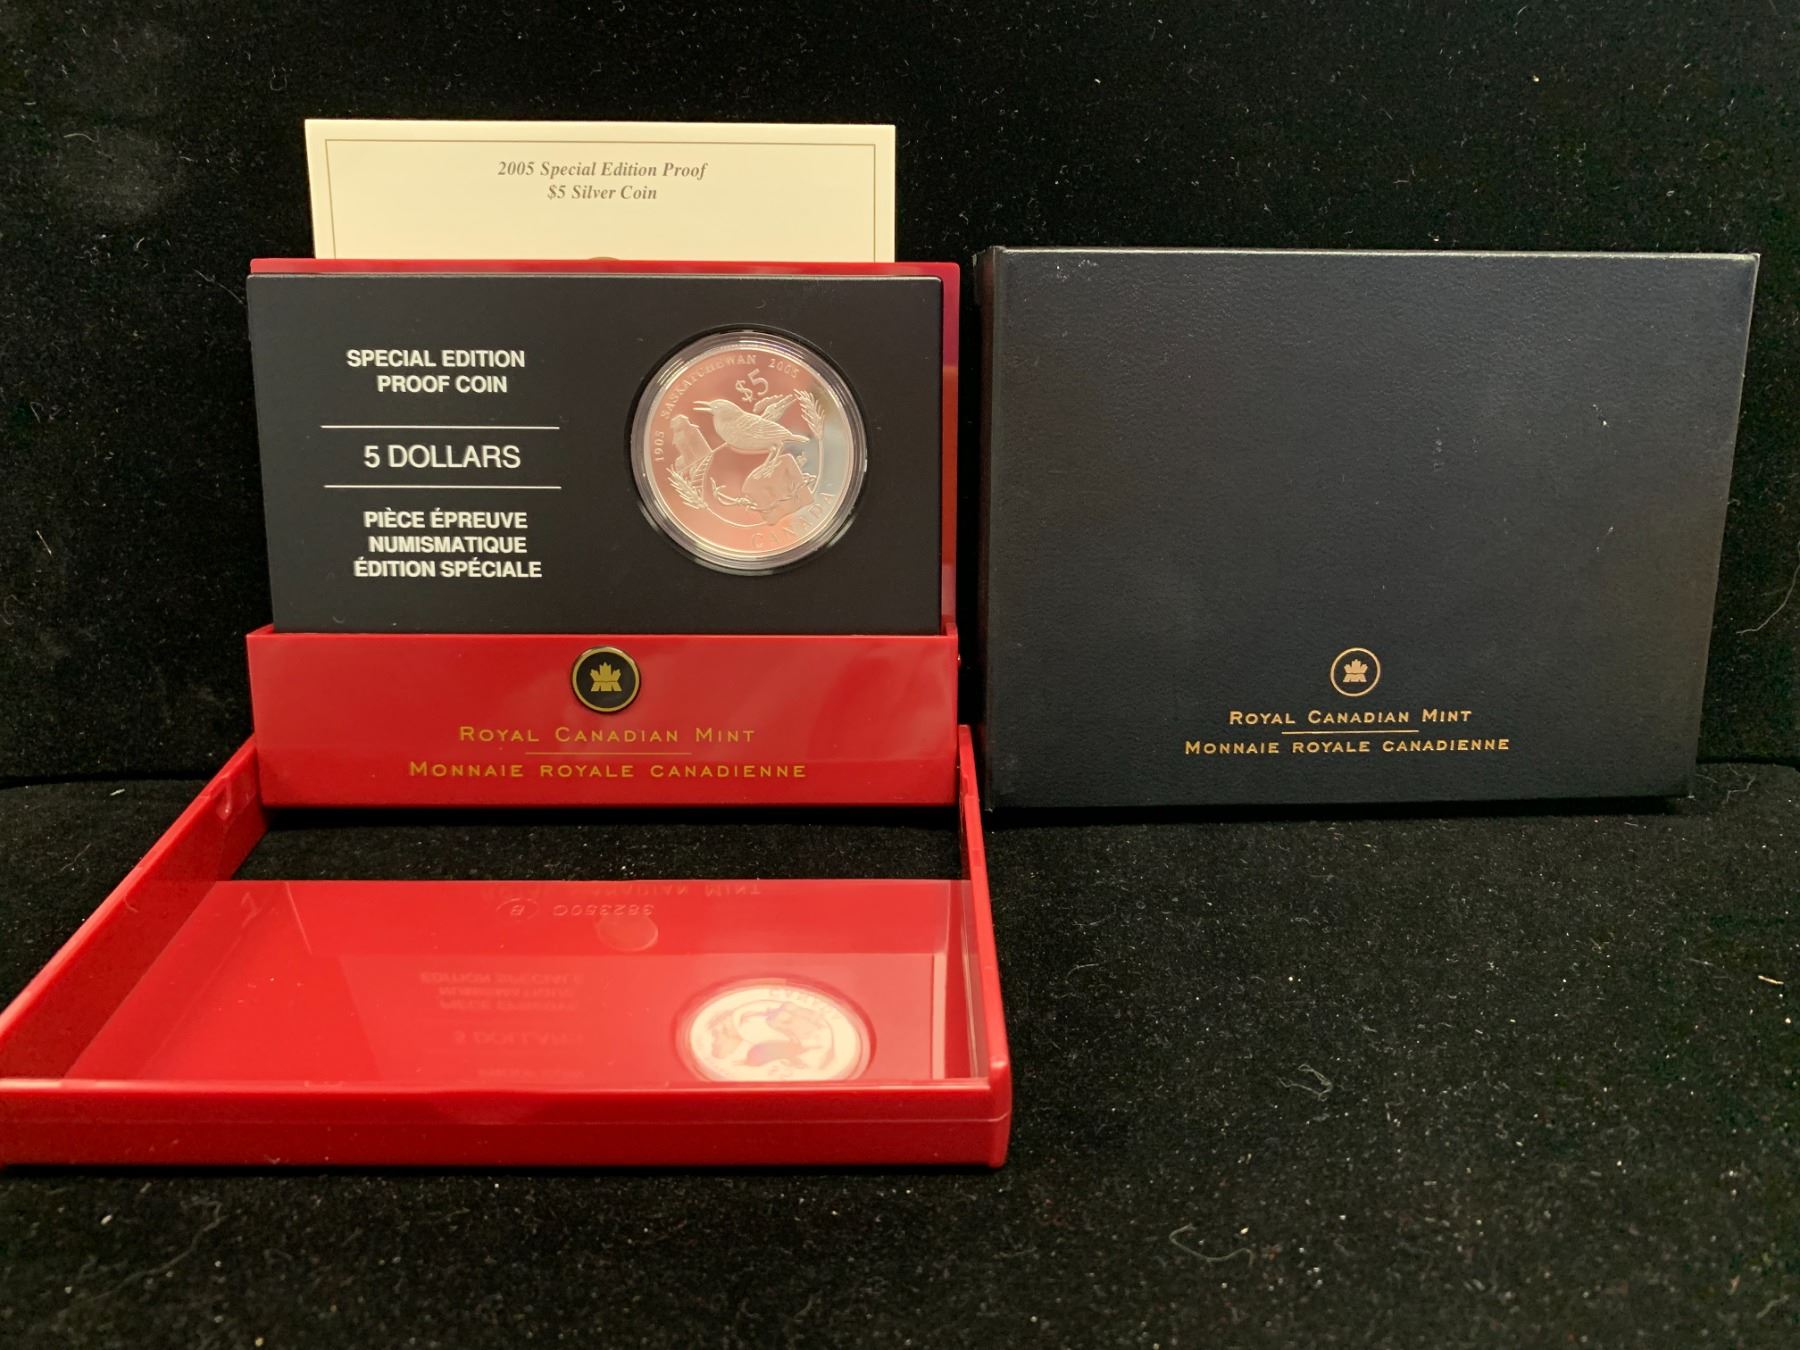 2005 Special Edition Proof
$5 Silver Coin
SPECIAL EDITION
PROOF COIN
5 DOLLARS
PIÈCE ÉPREUVE
NUMISMATIQUE
ÉDITION SPÉCIALE
1905 SASKATCHEWAN 2005
$5
CANADA
ROYAL CANADIAN MINT
MONNAIE ROYALE CANADIENNE
ROYAL CANADIAN MINT
MONNAIE ROYALE CANADIENNE